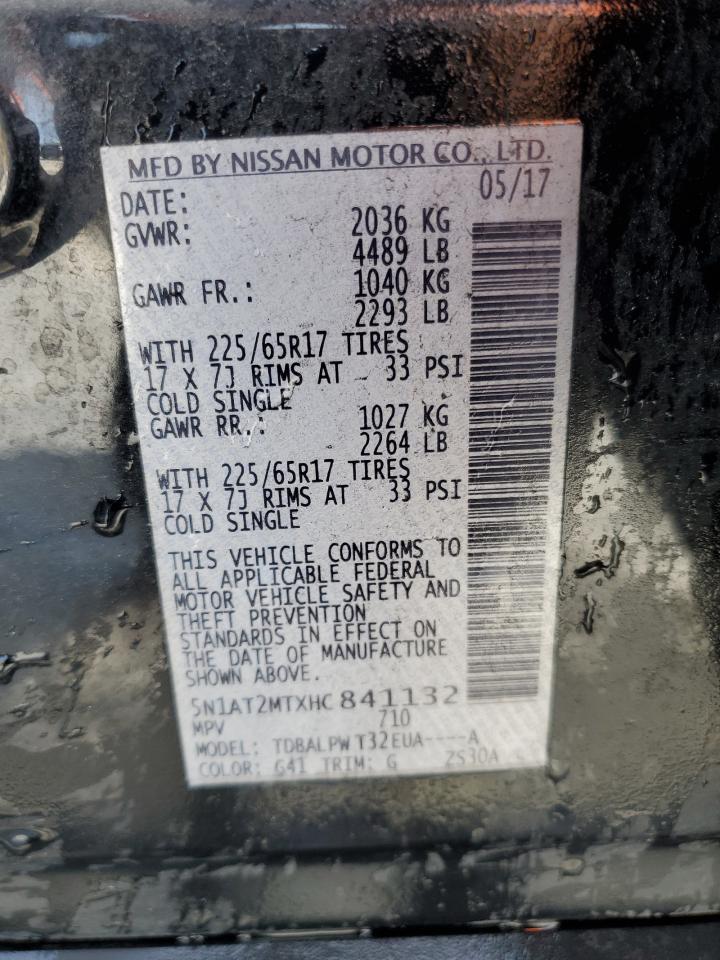 MFD BY NISSAN MOTOR CO., LTD.
DATE: 05/17
GVWR: 2036 KG
4489 LB
GAWR FR.: 1040 KG
2293 LB
WITH 225/65R17 TIRES
17 X 7J RIMS AT 33 PSI
COLD SINGLE
GAWR RR.: 1027 KG
2264 LB
WITH 225/65R17 TIRES
17 X 7J RIMS AT 33 PSI
COLD SINGLE
THIS VEHICLE CONFORMS TO
ALL APPLICABLE FEDERAL
MOTOR VEHICLE SAFETY AND
THEFT PREVENTION
STANDARDS IN EFFECT ON
THE DATE OF MANUFACTURE
SHOWN ABOVE.
5N1AT2MTXHC 841132
MPV 710
MODEL: TDBALPW T32EUA----A
COLOR: G41 TRIM: G 2S30A